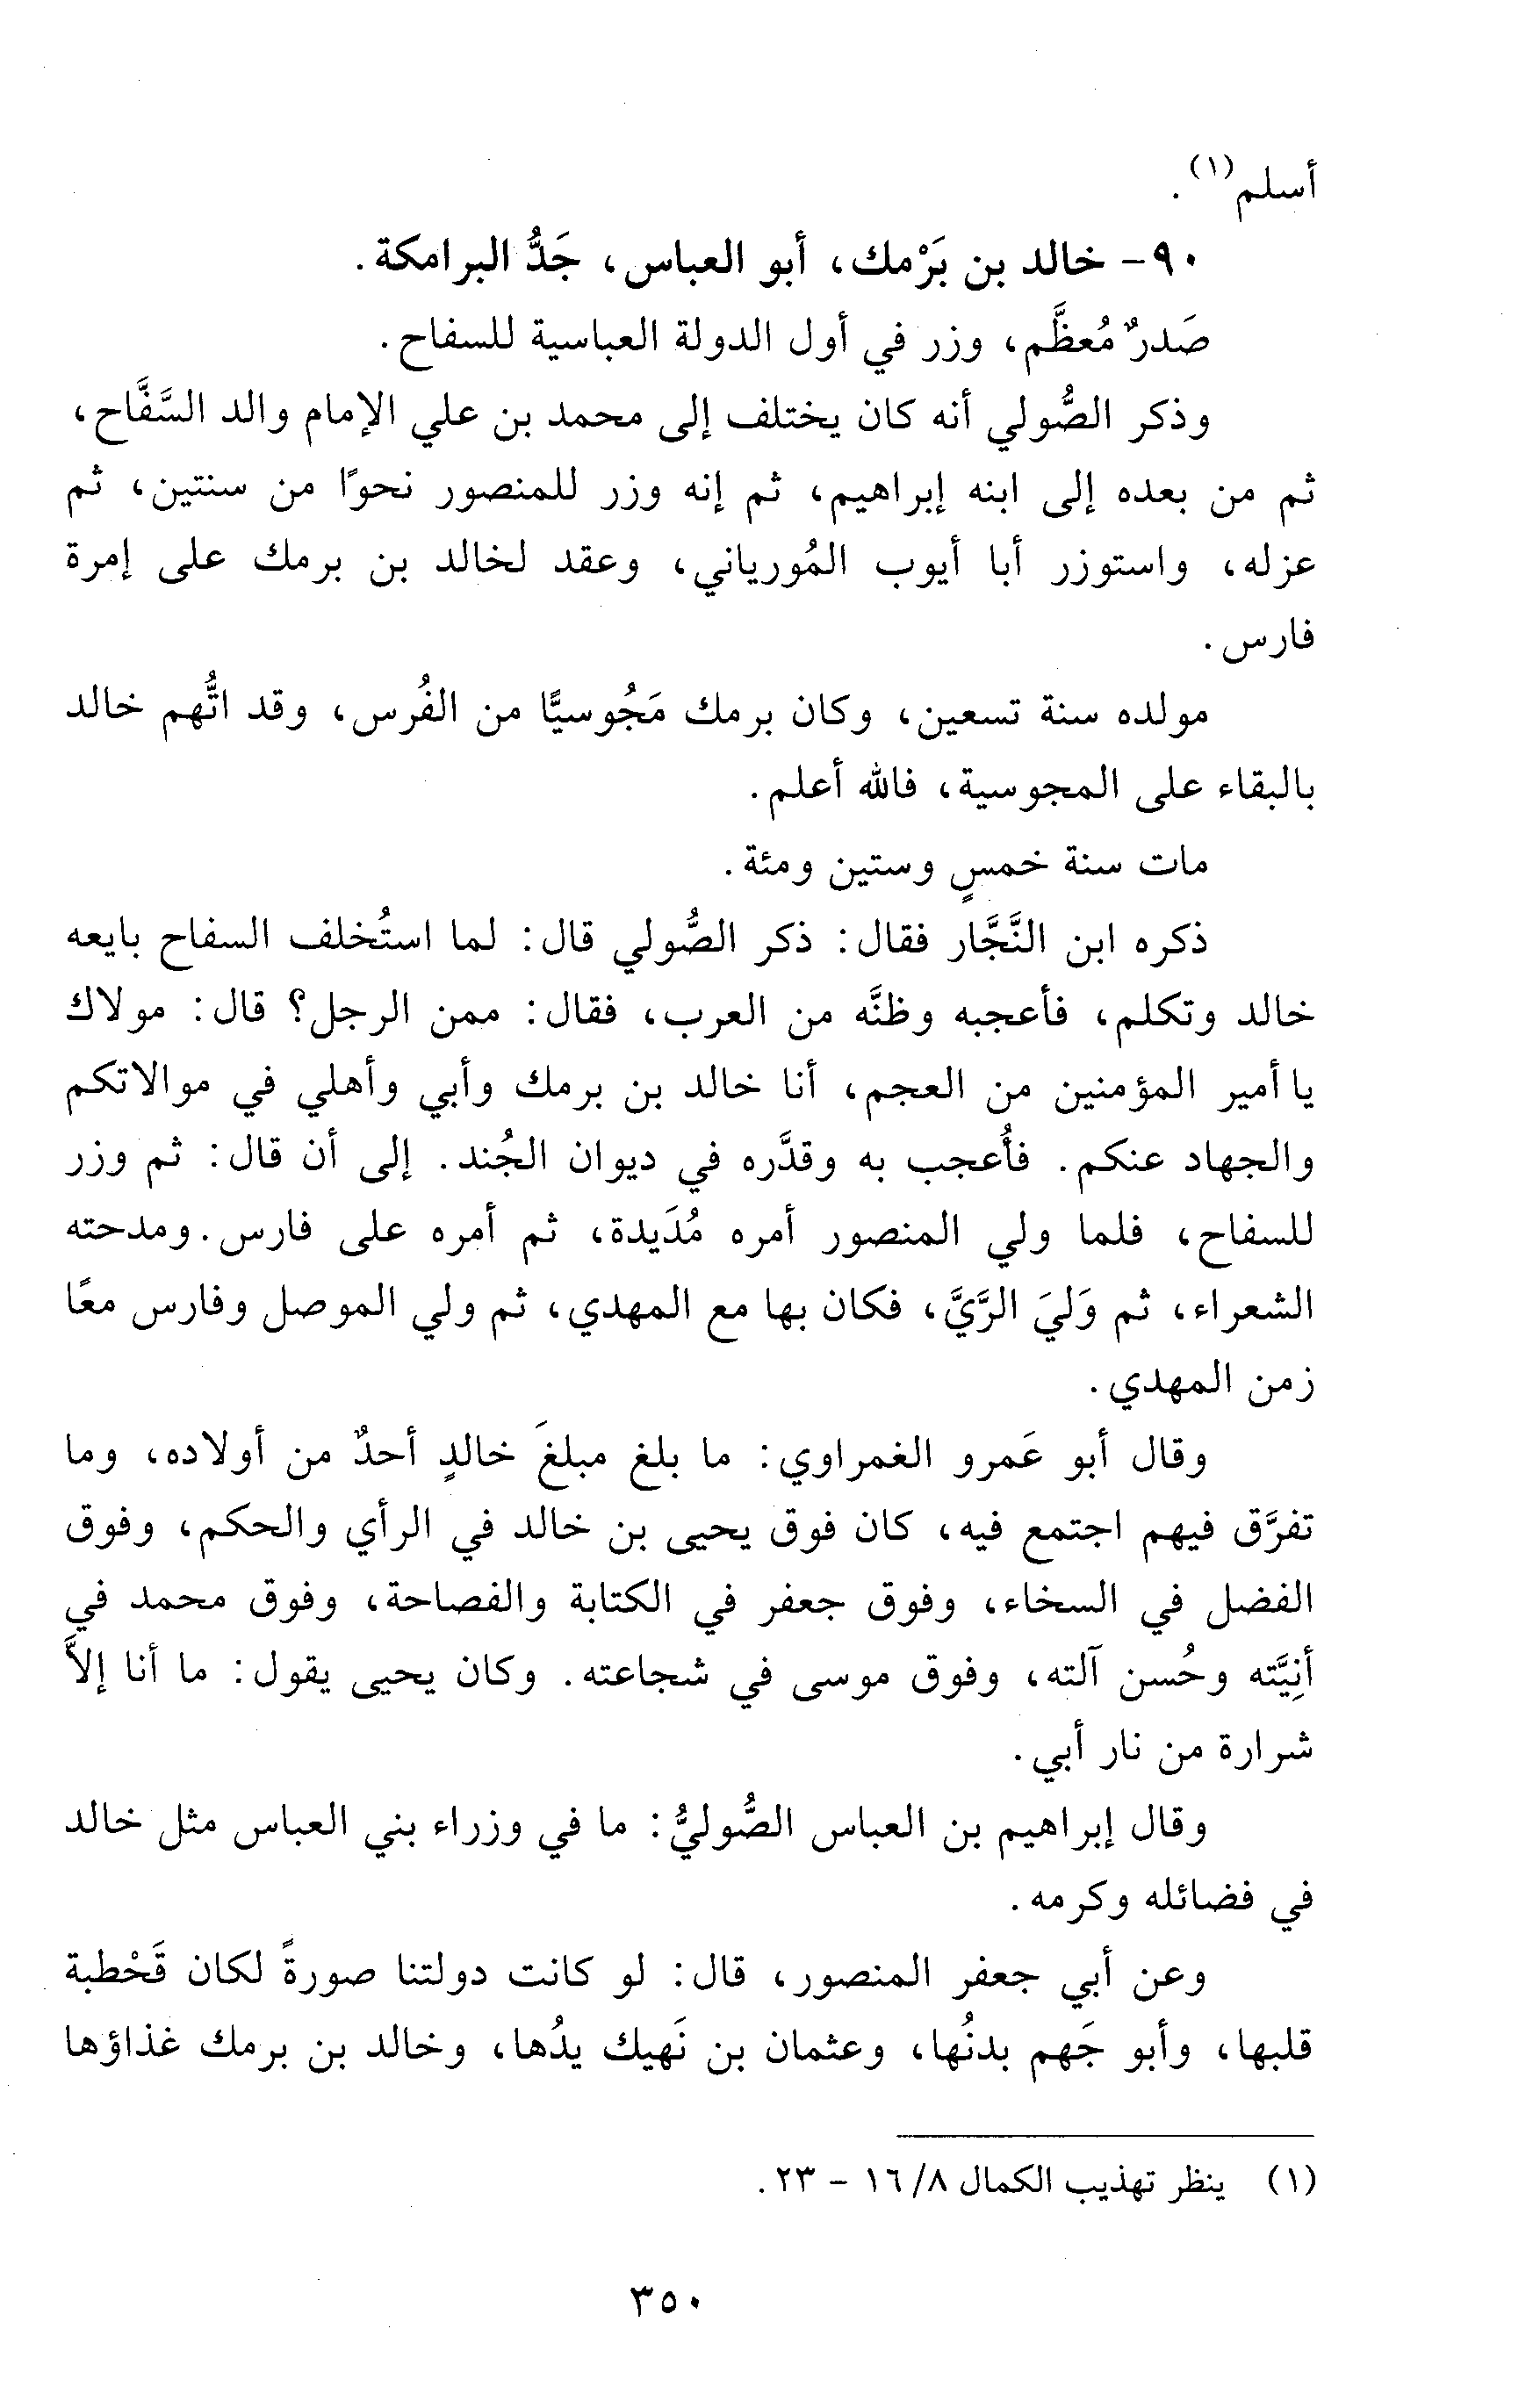 أسلم(١).
٩٠- خالد بن بَرْمك، أبو العباس، جَدُّ البرامكة.
صَدرٌ مُعظَّم، وزر في أول الدولة العباسية للسفاح.
وذكر الصُّولي أنه كان يختلف إلى محمد بن علي الإمام والد السَّفَّاح،
ثم من بعده إلى ابنه إبراهيم، ثم إنه وزر للمنصور نحوًا من سنتين، ثم
عزله، واستوزر أبا أيوب المُورياني، وعقد لخالد بن برمك على إمرة
فارس.
مولده سنة تسعين، وكان برمك مَجُوسيًّا من الفُرس، وقد اتُّهم خالد
بالبقاء على المجوسية، فالله أعلم.
مات سنة خمسٍ وستين ومئة.
ذكره ابن النَّجَّار فقال: ذكر الصُّولي قال: لما استُخلف السفاح بايعه
خالد وتكلم، فأعجبه وظنَّه من العرب، فقال: ممن الرجل؟ قال: مولاك
يا أمير المؤمنين من العجم، أنا خالد بن برمك وأبي وأهلي في موالاتكم
والجهاد عنكم. فأُعجب به وقدَّره في ديوان الجُند. إلى أن قال: ثم وزر
للسفاح، فلما ولي المنصور أمره مُدَيدة، ثم أمره على فارس. ومدحته
الشعراء، ثم وَليَ الرَّيَّ، فكان بها مع المهدي، ثم ولي الموصل وفارس معًا
زمن المهدي.
وقال أبو عَمرو الغمراوي: ما بلغ مبلغَ خالدٍ أحدٌ من أولاده، وما
تفرَّق فيهم اجتمع فيه، كان فوق يحيى بن خالد في الرأي والحكم، وفوق
الفضل في السخاء، وفوق جعفر في الكتابة والفصاحة، وفوق محمد في
أنِيَّته وحُسن آلته، وفوق موسى في شجاعته. وكان يحيى يقول: ما أنا إلاَّ
شرارة من نار أبي.
وقال إبراهيم بن العباس الصُّوليُّ: ما في وزراء بني العباس مثل خالد
في فضائله وكرمه.
وعن أبي جعفر المنصور، قال: لو كانت دولتنا صورةً لكان قَحْطبة
قلبها، وأبو جَهم بدنُها، وعثمان بن نَهيك يدُها، وخالد بن برمك غذاؤها
(١) ينظر تهذيب الكمال ٨/ ١٦ - ٢٣.
٣٥٠